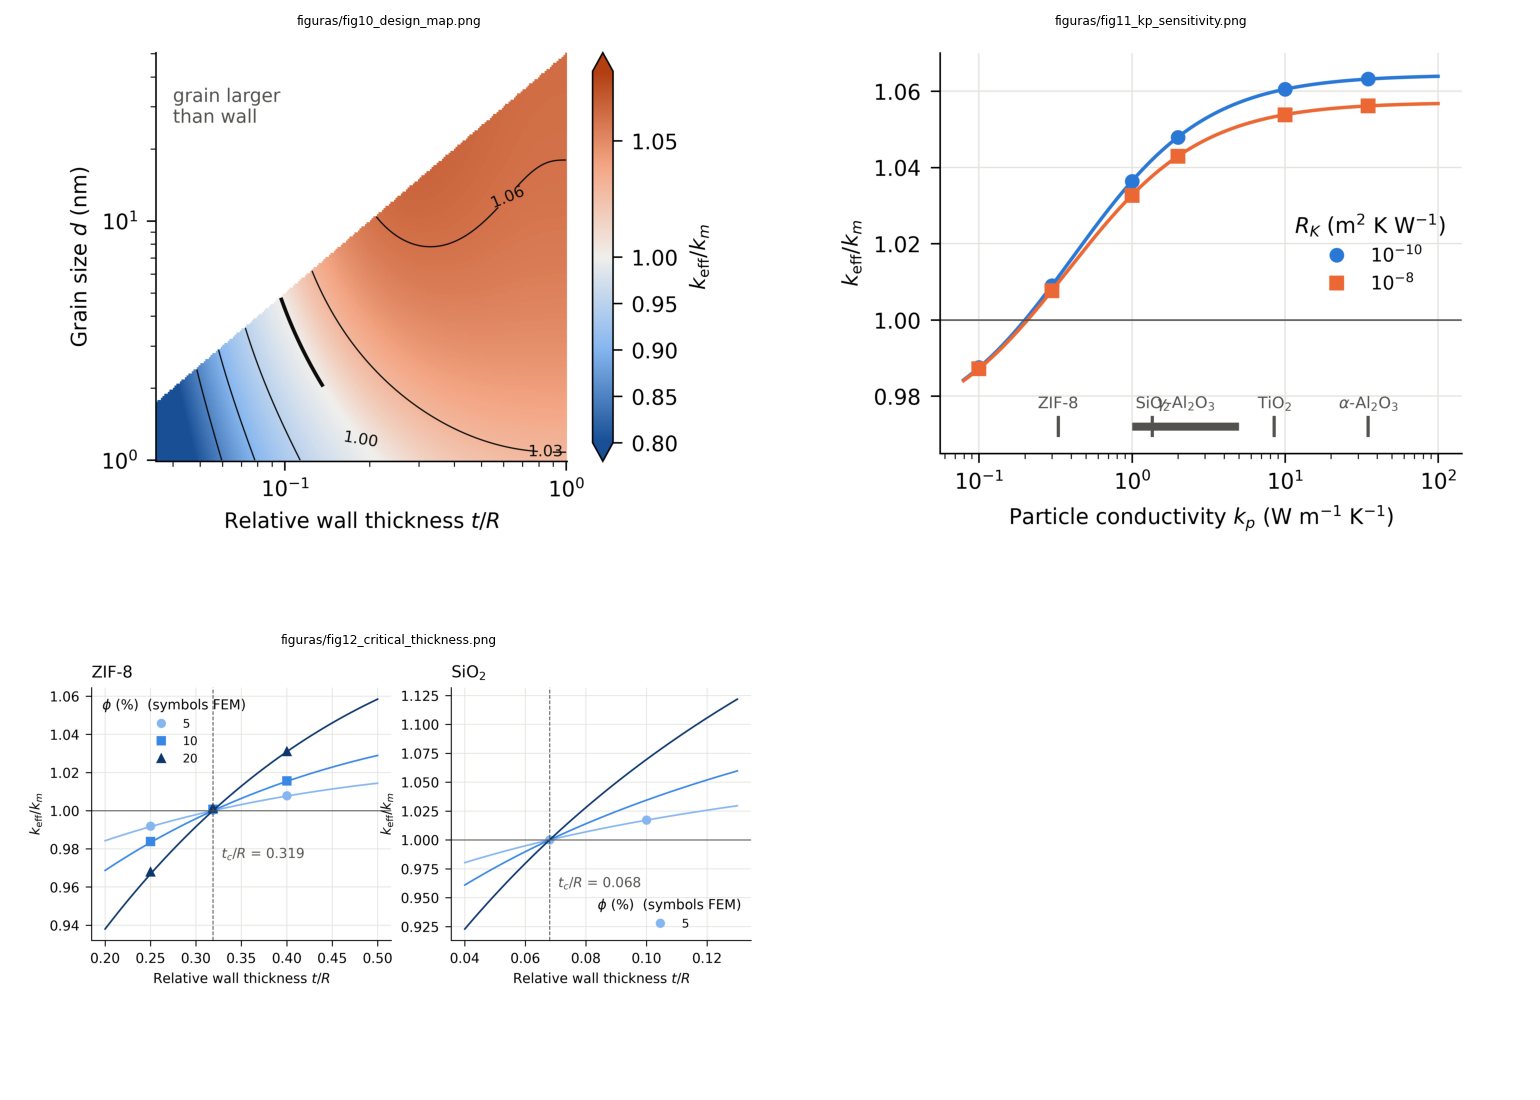 figuras/fig10_design_map.png
grain larger
than wall
1.06
1.00
1.03
Grain size d (nm)
10¹
10⁰
10⁻¹
10⁰
Relative wall thickness t/R
1.05
1.00
0.95
0.90
0.85
0.80
k_eff/k_m
figuras/fig11_kp_sensitivity.png
1.06
1.04
1.02
1.00
0.98
k_eff/k_m
R_K (m² K W⁻¹)
10⁻¹⁰
10⁻⁸
ZIF-8
SiO₂
γ-Al₂O₃
TiO₂
α-Al₂O₃
10⁻¹
10⁰
10¹
10²
Particle conductivity k_p (W m⁻¹ K⁻¹)
figuras/fig12_critical_thickness.png
ZIF-8
1.06
1.04
1.02
1.00
0.98
0.96
0.94
k_eff/k_m
ϕ (%) (symbols FEM)
5
10
20
t_c/R = 0.319
0.20 0.25 0.30 0.35 0.40 0.45 0.50
Relative wall thickness t/R
SiO₂
1.125
1.100
1.075
1.050
1.025
1.000
0.975
0.950
0.925
k_eff/k_m
t_c/R = 0.068
ϕ (%) (symbols FEM)
5
0.04 0.06 0.08 0.10 0.12
Relative wall thickness t/R